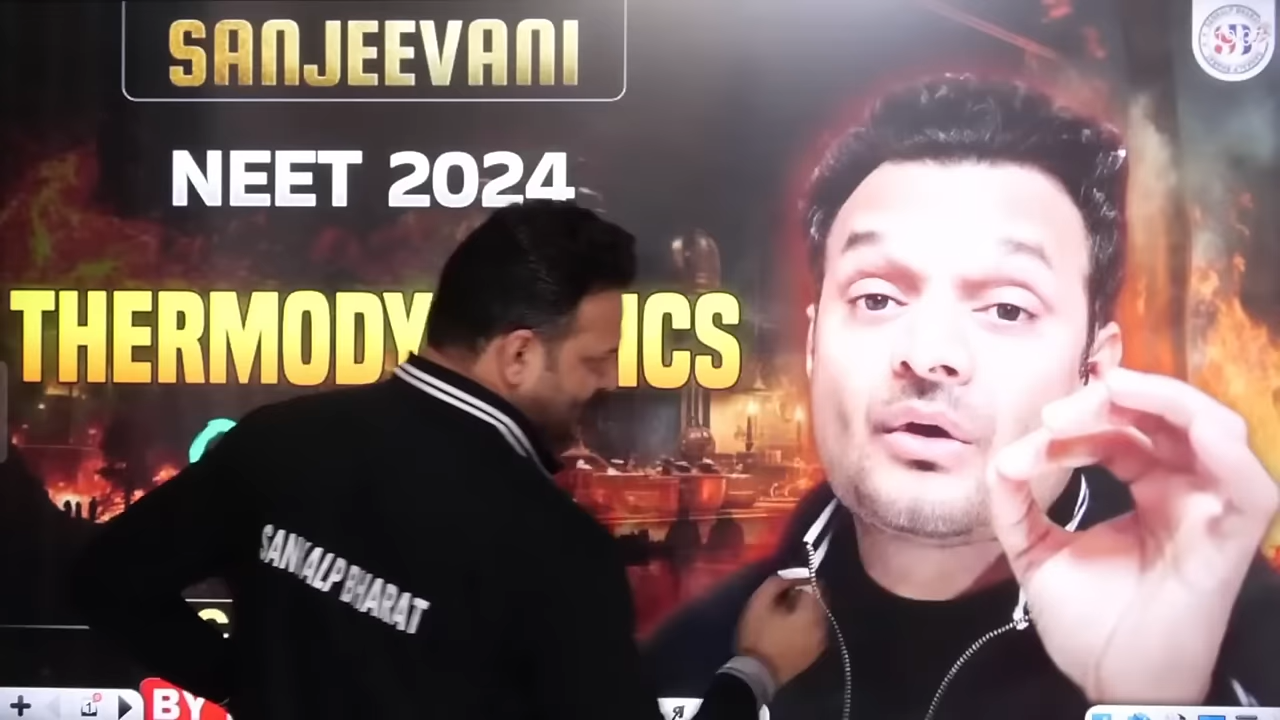 SANJEEVANI
NEET 2024
THERMODY ICS
SANKALP BHARAT
BY